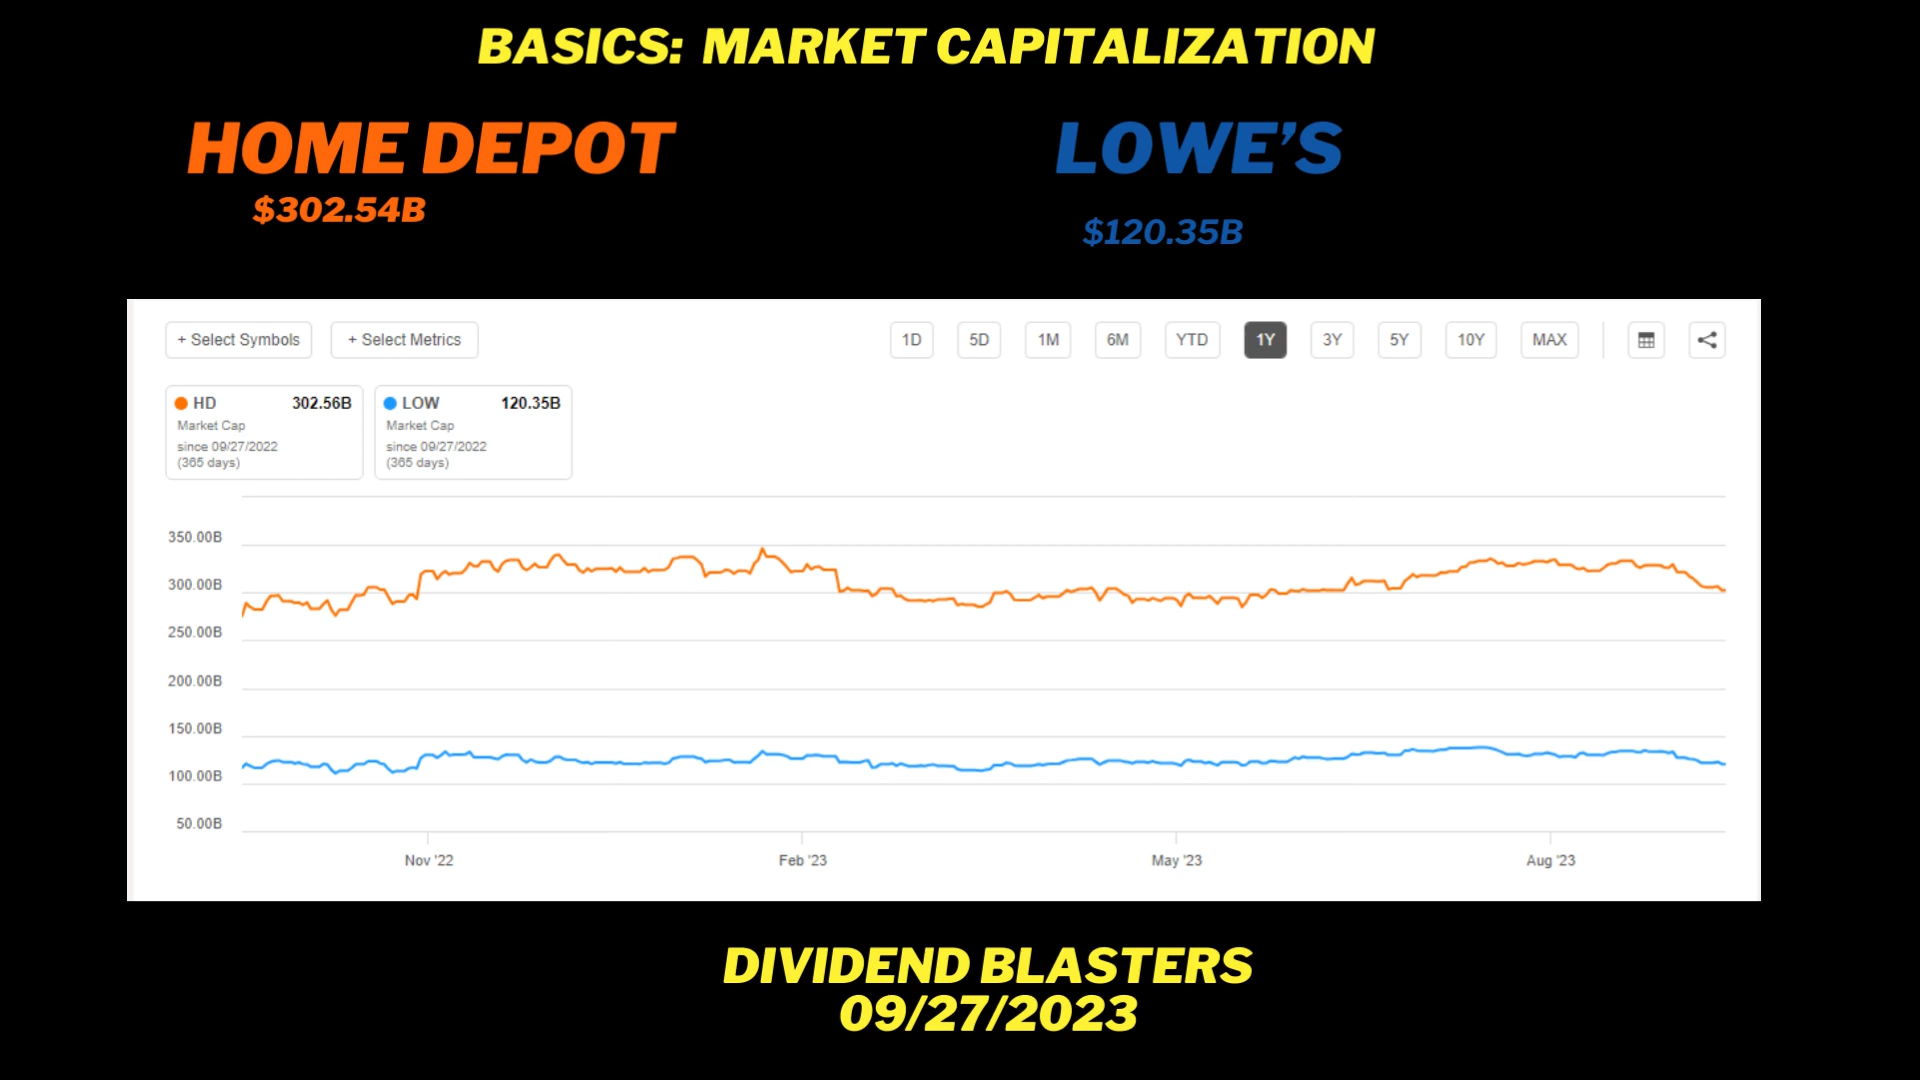 BASICS: MARKET CAPITALIZATION
HOME DEPOT
$302.54B
LOWE'S
$120.35B
+ Select Symbols
+ Select Metrics
1D
5D
1M
6M
YTD
1Y
3Y
5Y
10Y
MAX
HD 302.56B
Market Cap
since 09/27/2022
(365 days)
LOW 120.35B
Market Cap
since 09/27/2022
(365 days)
350.00B
300.00B
250.00B
200.00B
150.00B
100.00B
50.00B
Nov '22
Feb '23
May '23
Aug '23
DIVIDEND BLASTERS
09/27/2023